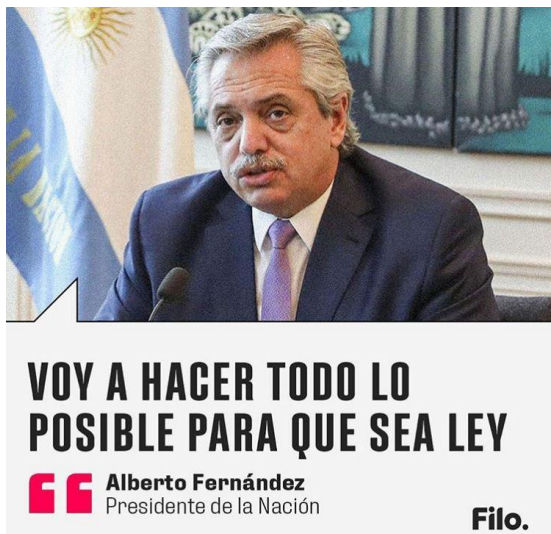 VOY A HACER TODO LO
POSIBLE PARA QUE SEA LEY
Alberto Fernández
Presidente de la Nación
Filo.